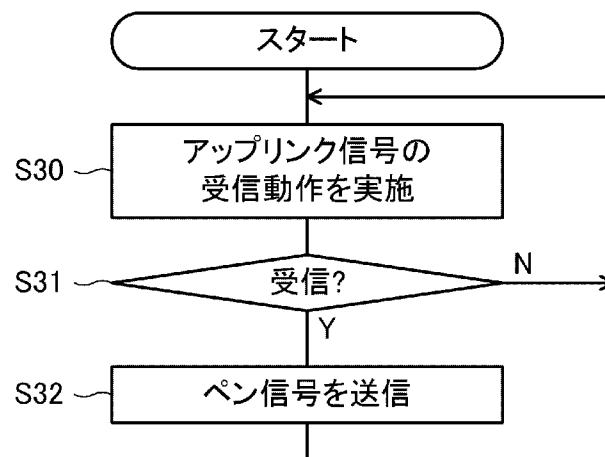 スタート
S30
アップリンク信号の
受信動作を実施
S31
受信?
N
Y
S32
ペン信号を送信